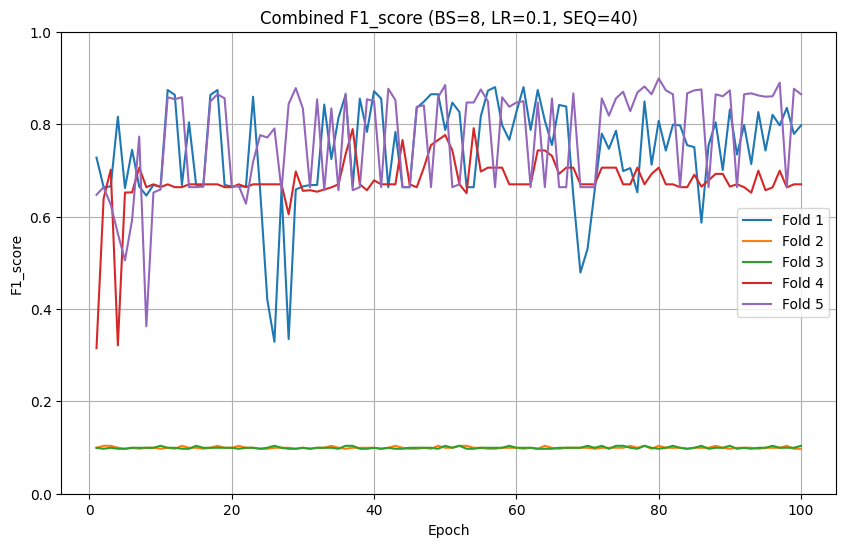 Combined F1_score (BS=8, LR=0.1, SEQ=40)
1.0
0.8
0.6
0.4
0.2
0.0
F1_score
Fold 1
Fold 2
Fold 3
Fold 4
Fold 5
0 20 40 60 80 100
Epoch